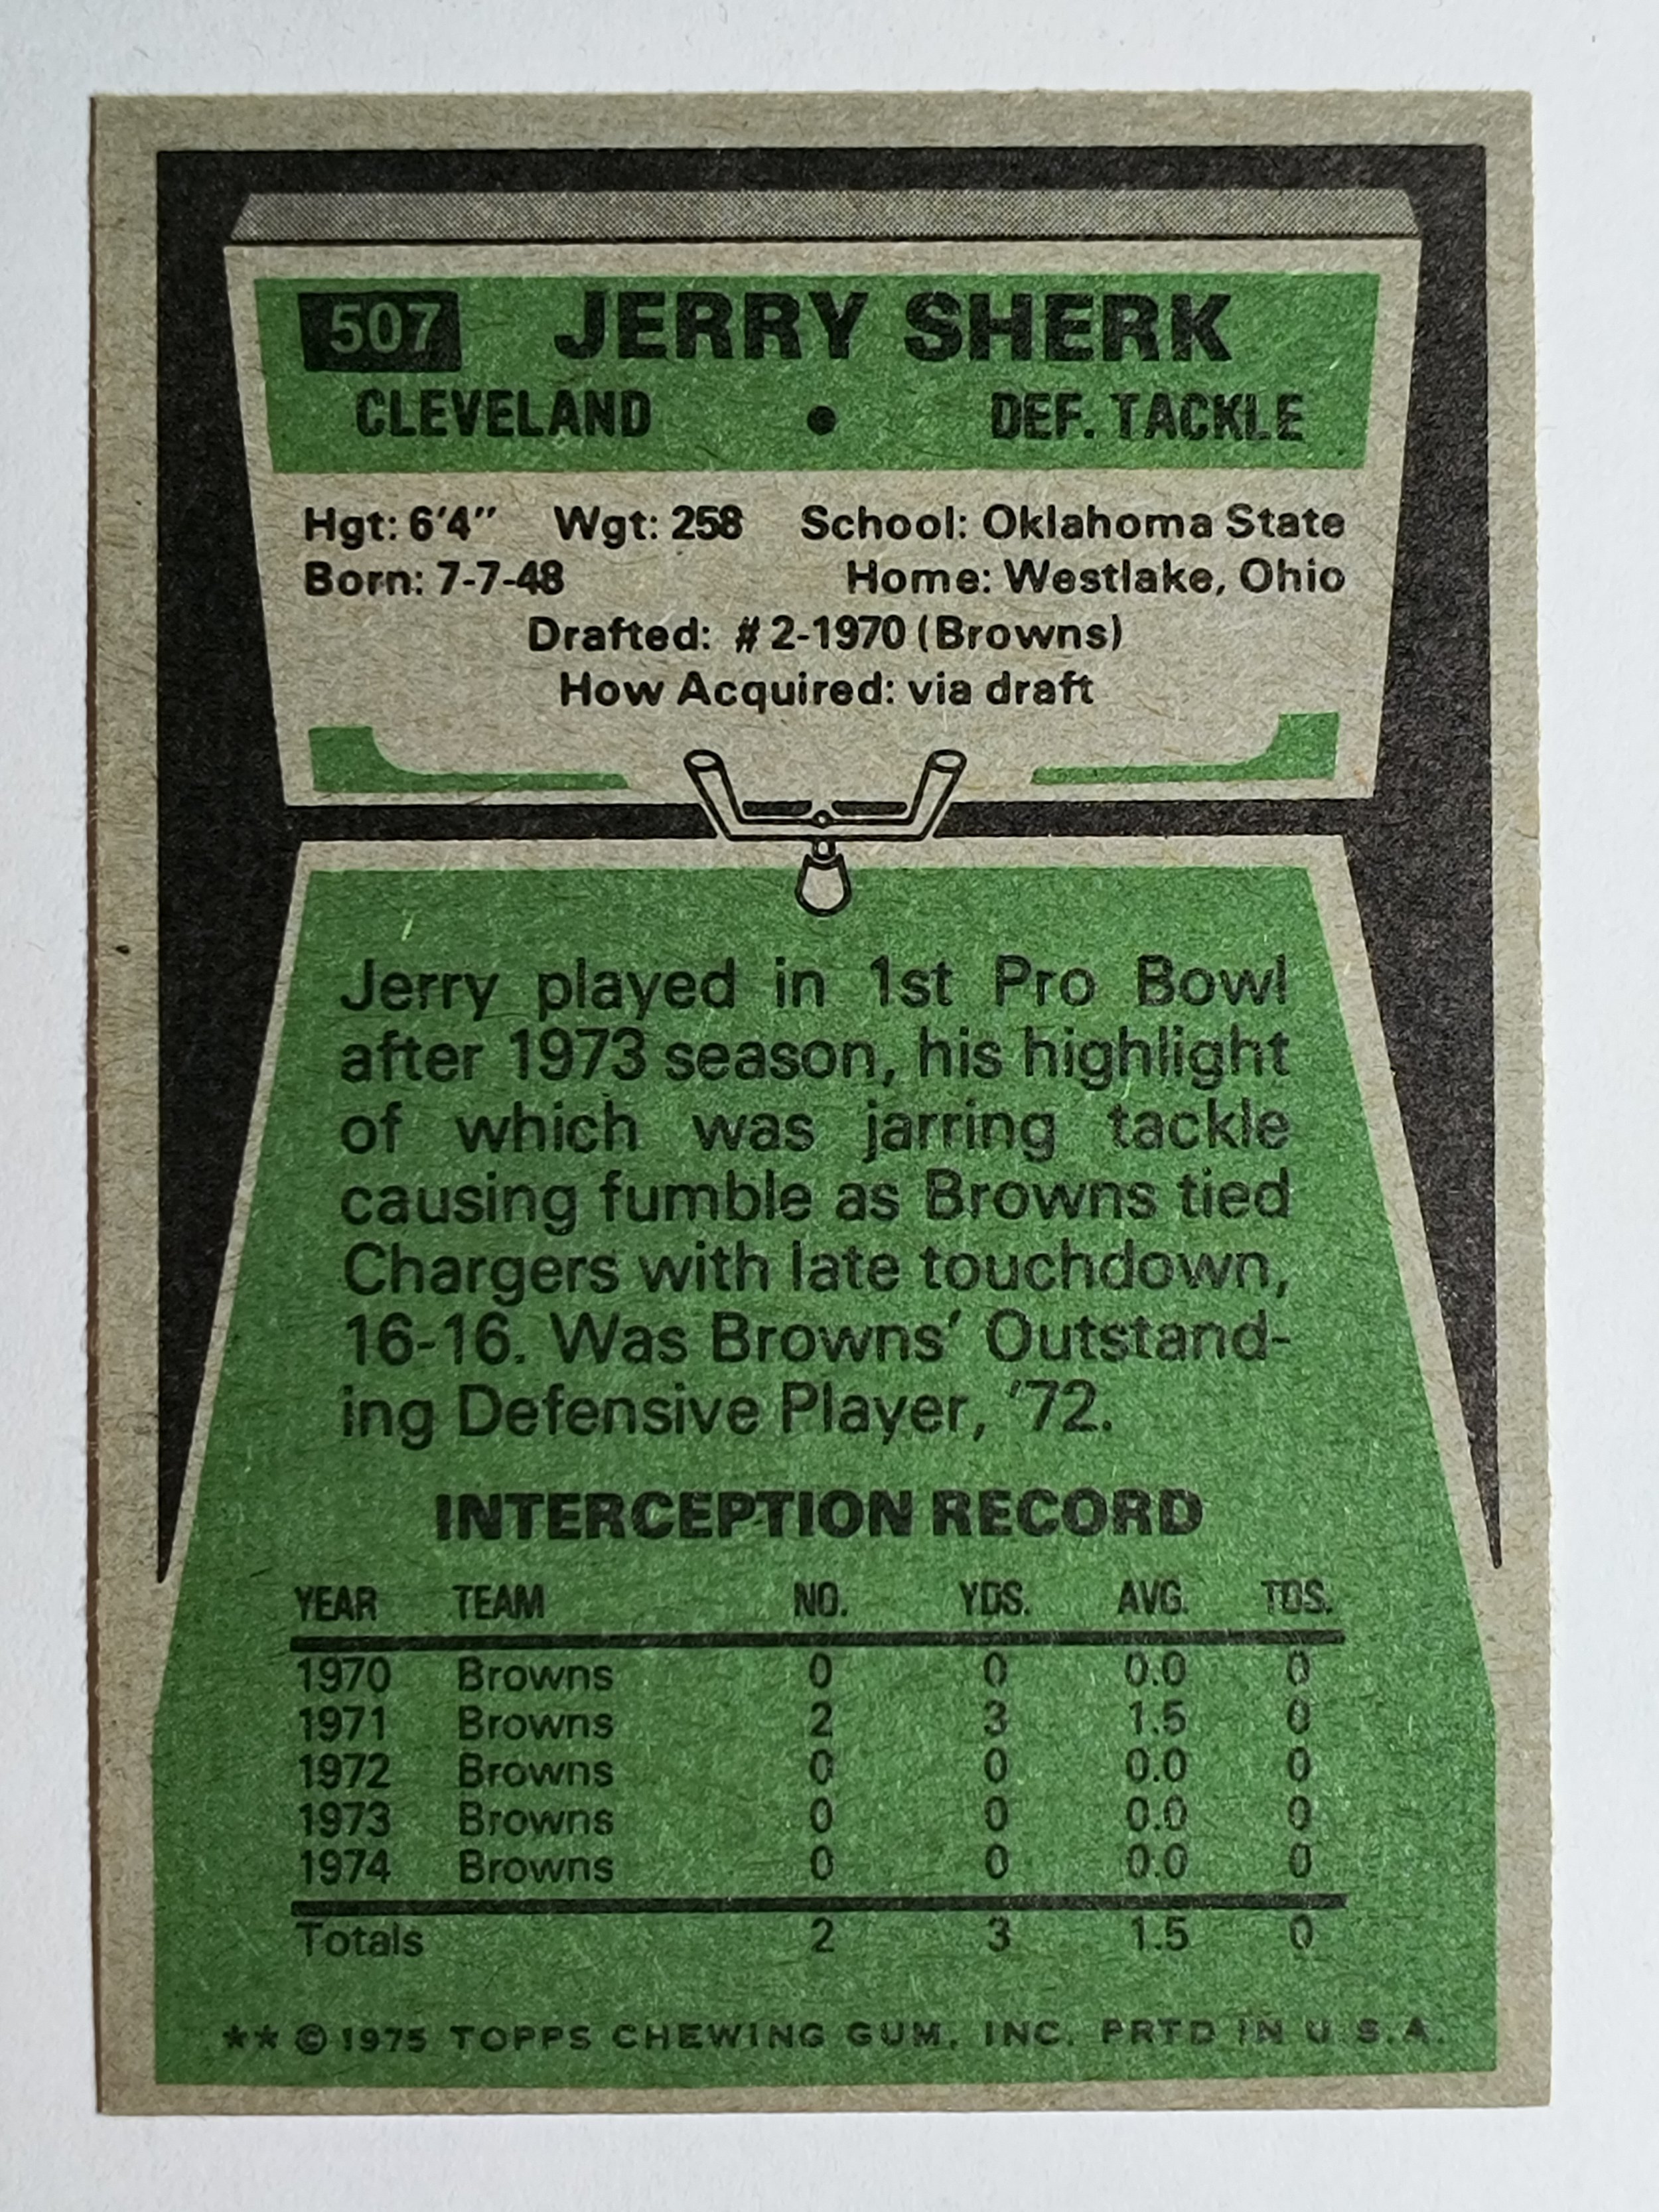 507 JERRY SHERK
CLEVELAND • DEF. TACKLE
Hgt: 6'4" Wgt: 258 School: Oklahoma State
Born: 7-7-48 Home: Westlake, Ohio
Drafted: #2-1970 (Browns)
How Acquired: via draft
Jerry played in 1st Pro Bowl
after 1973 season, his highlight
of which was jarring tackle
causing fumble as Browns tied
Chargers with late touchdown,
16-16. Was Browns' Outstand-
ing Defensive Player, '72.
INTERCEPTION RECORD
YEAR TEAM NO. YDS. AVG. TDS.
1970 Browns 0 0 0.0 0
1971 Browns 2 3 1.5 0
1972 Browns 0 0 0.0 0
1973 Browns 0 0 0.0 0
1974 Browns 0 0 0.0 0
Totals 2 3 1.5 0
** © 1975 TOPPS CHEWING GUM, INC. PRTD IN U.S.A.